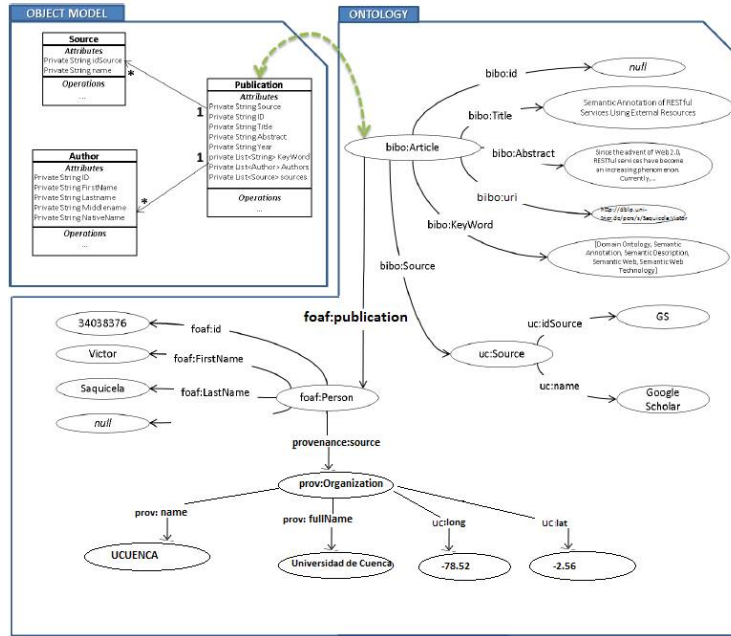 OBJECT MODEL
ONTOLOGY
Source
Attributes
Private String idSource
Private String name
Operations
...
*
Publication
Attributes
Private String Source
Private String ID
Private String Title
Private String Abstract
Private String Year
private List<String> KeyWord
Private List<Author> Authors
Private List<Source> sources
Operations
...
1
1
*
Author
Attributes
Private String ID
Private String FirstName
Private String Lastname
Private String Middlename
Private String NativeName
Operations
...
bibo:Article
bibo:id
null
bibo:Title
Semantic Annotation of RESTful
Services Using External Resources
bibo:Abstract
Since the advent of Web 2.0,
RESTful services have become
an increasing phenomenon.
Currently,...
bibo:uri
bibo:KeyWord
[Domain Ontology, Semantic
Annotation, Semantic Description,
Semantic Web, Semantic Web
Technology]
bibo:Source
foaf:publication
uc:Source
uc:idSource
GS
uc:name
Google
Scholar
34038376
foaf:id
Victor
foaf:FirstName
Saquicela
foaf:LastName
null
foaf:Person
provenance:source
prov:Organization
prov: name
UCUENCA
prov: fullName
Universidad de Cuenca
uc:long
-78.52
uc:lat
-2.56